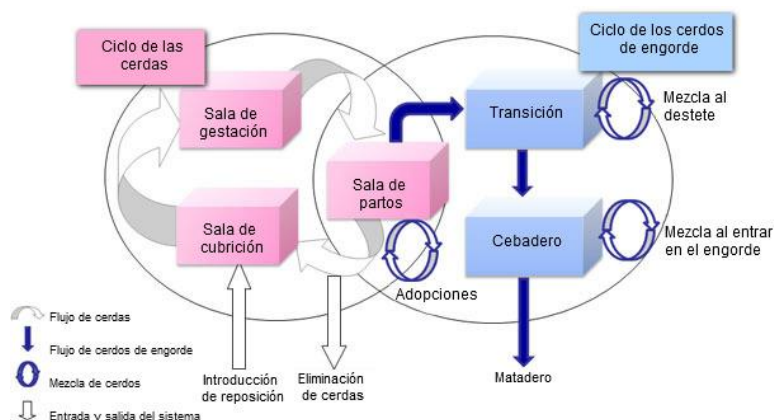 Ciclo de las
cerdas
Ciclo de los cerdos
de engorde
Sala de
gestación
Transición
Mezcla al
destete
Sala de
partos
Sala de
cubrición
Cebadero
Mezcla al entrar
en el engorde
Adopciones
Flujo de cerdas
Flujo de cerdos de engorde
Mezcla de cerdos
Entrada y salida del sistema
Introducción
de reposición
Eliminación
de cerdas
Matadero